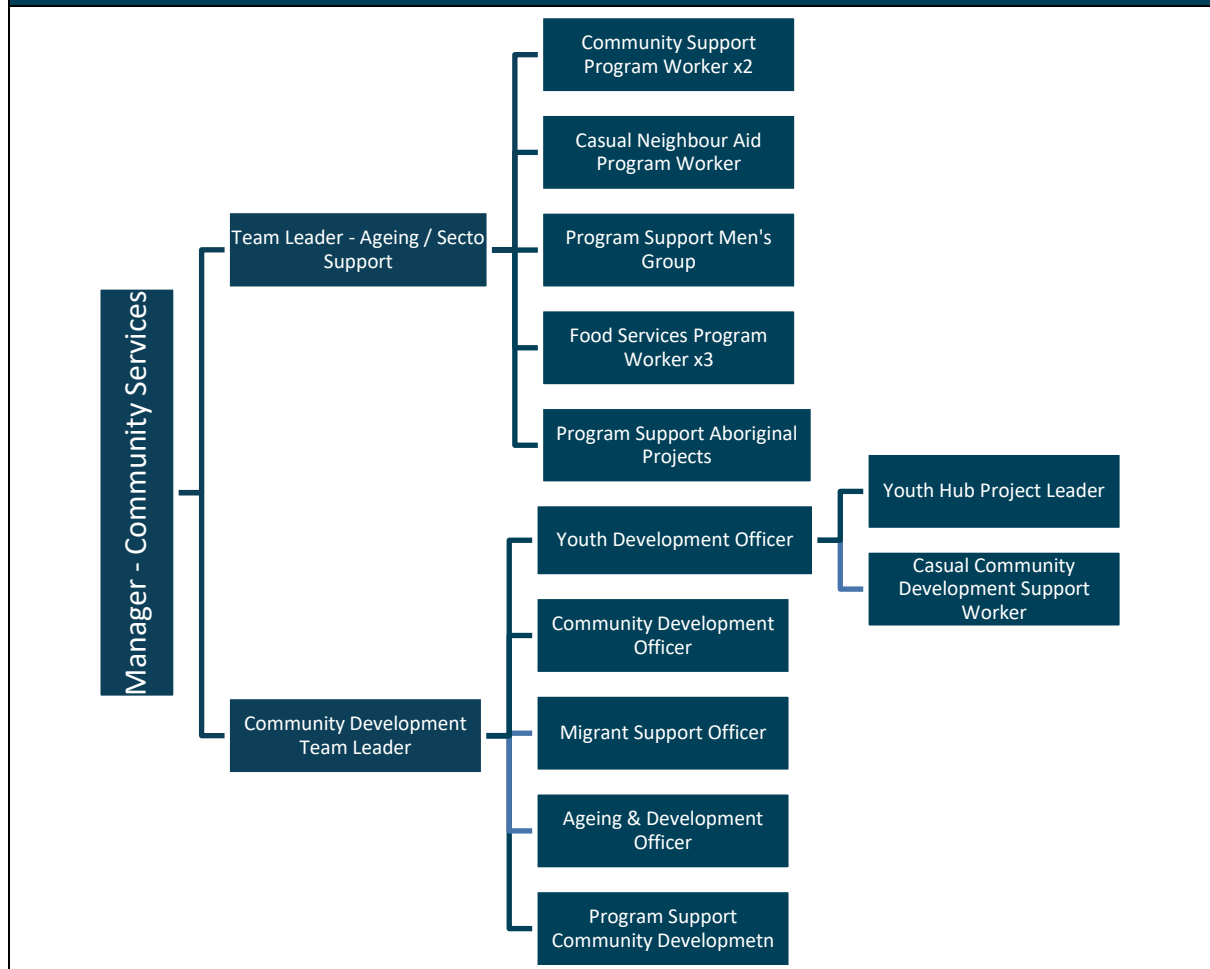 Manager - Community Services
Team Leader - Ageing / Secto
Support
Community Support
Program Worker x2
Casual Neighbour Aid
Program Worker
Program Support Men's
Group
Food Services Program
Worker x3
Program Support Aboriginal
Projects
Community Development
Team Leader
Youth Development Officer
Youth Hub Project Leader
Casual Community
Development Support
Worker
Community Development
Officer
Migrant Support Officer
Ageing & Development
Officer
Program Support
Community Developmetn